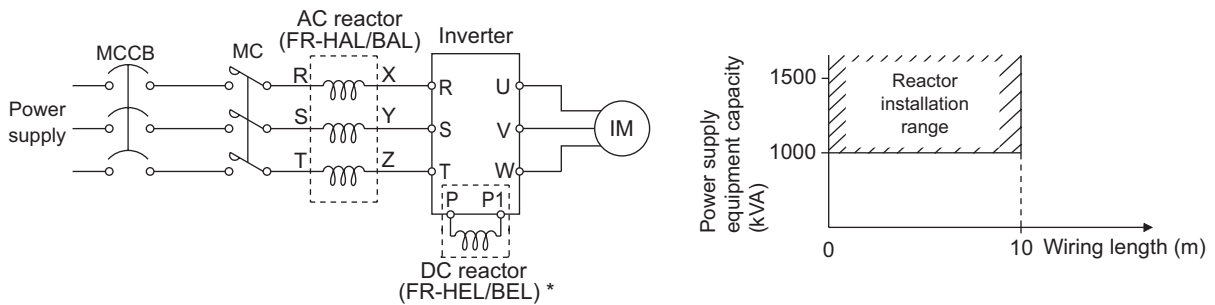 AC reactor
(FR-HAL/BAL)
Inverter
MCCB
MC
R
X
R
U
Power
supply
S
Y
S
V
IM
T
Z
T
W
P
P1
DC reactor
(FR-HEL/BEL) *
Power supply
equipment capacity
(kVA)
1500
1000
Reactor
installation
range
0
10
Wiring length (m)